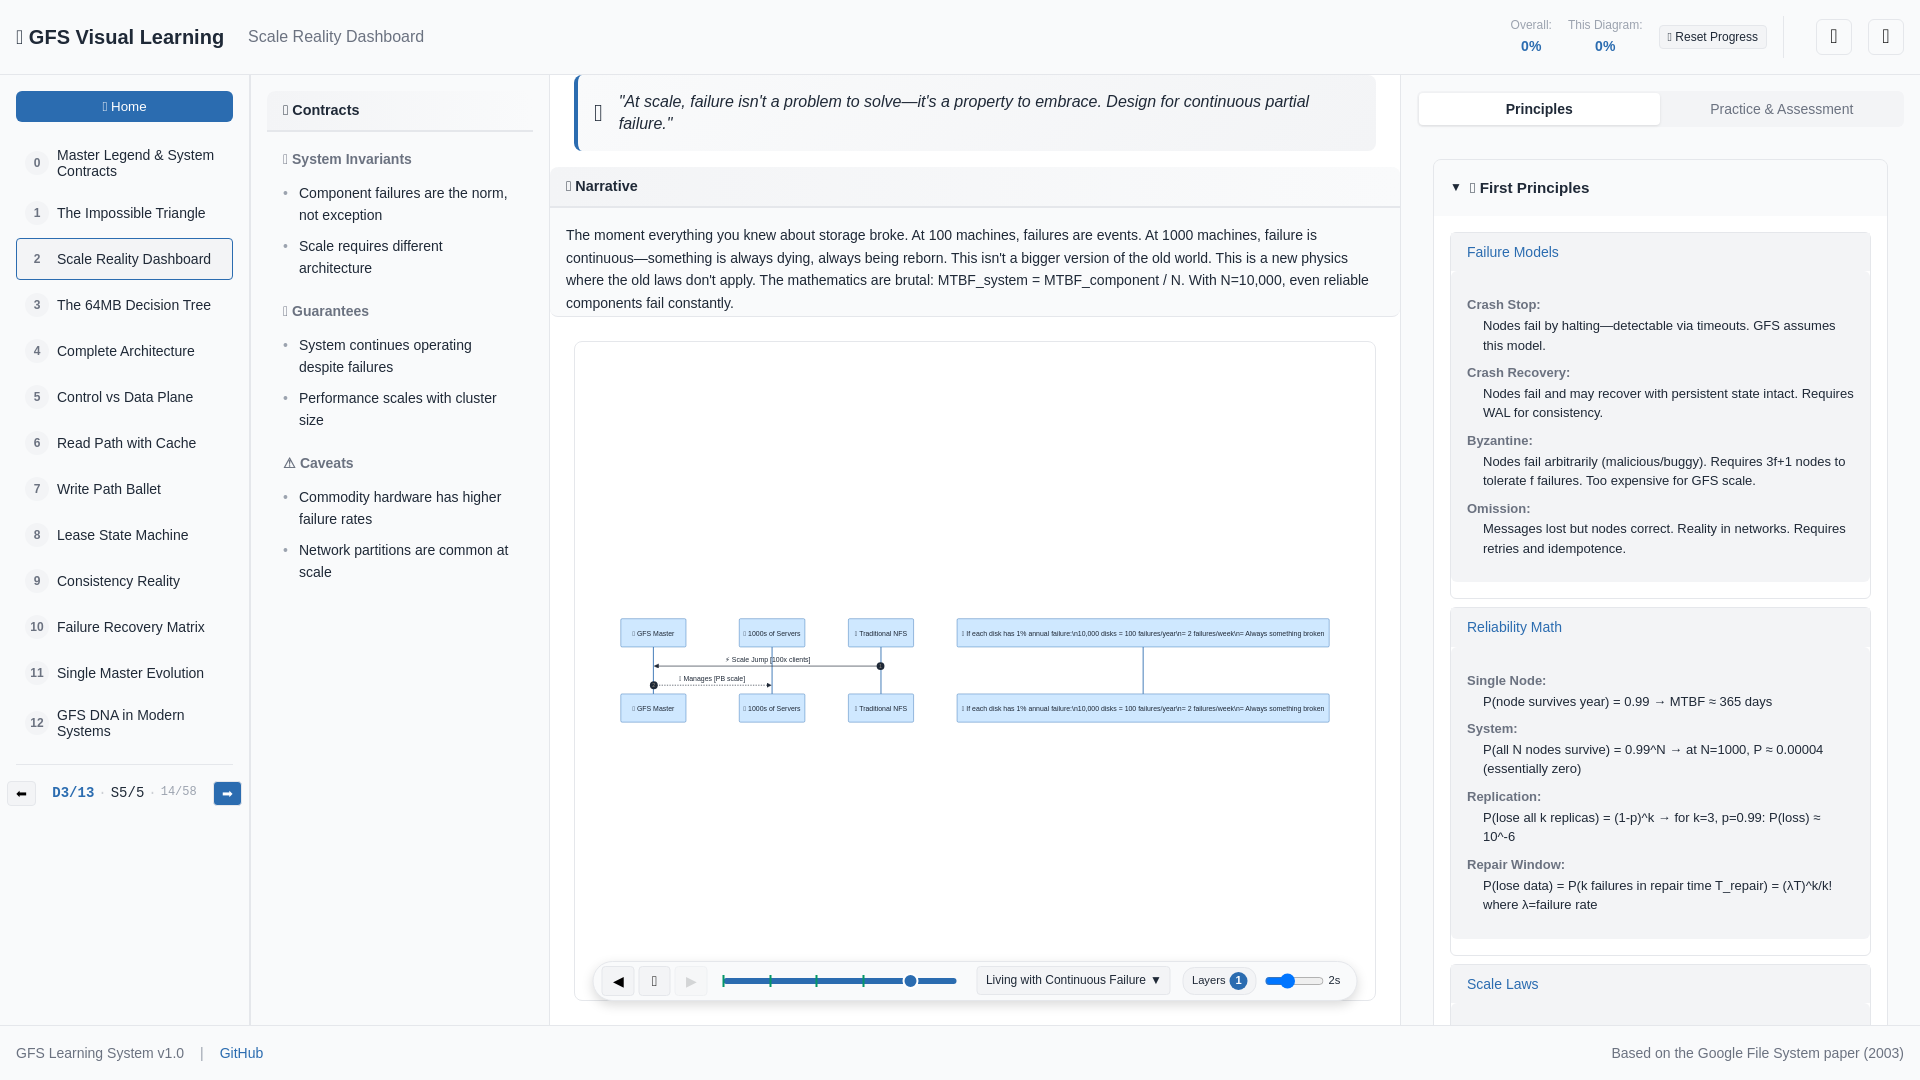 GFS Visual Learning
Scale Reality Dashboard
Overall:
0%
This Diagram:
0%
Reset Progress
Home
0 Master Legend & System Contracts
1 The Impossible Triangle
2 Scale Reality Dashboard
3 The 64MB Decision Tree
4 Complete Architecture
5 Control vs Data Plane
6 Read Path with Cache
7 Write Path Ballet
8 Lease State Machine
9 Consistency Reality
10 Failure Recovery Matrix
11 Single Master Evolution
12 GFS DNA in Modern Systems
⬅ D3/13 · S5/5 · 14/58 ➡
Contracts
System Invariants
• Component failures are the norm,
not exception
• Scale requires different
architecture
Guarantees
• System continues operating
despite failures
• Performance scales with cluster
size
⚠ Caveats
• Commodity hardware has higher
failure rates
• Network partitions are common at
scale
"At scale, failure isn't a problem to solve—it's a property to embrace. Design for continuous partial
failure."
Narrative
The moment everything you knew about storage broke. At 100 machines, failures are events. At 1000 machines, failure is
continuous—something is always dying, always being reborn. This isn't a bigger version of the old world. This is a new physics
where the old laws don't apply. The mathematics are brutal: MTBF_system = MTBF_component / N. With N=10,000, even reliable
components fail constantly.
GFS Master
1000s of Servers
Traditional NFS
If each disk has 1% annual failure:\n10,000 disks = 100 failures/year\n= 2 failures/week\n= Always something broken
⚡ Scale Jump [100x clients]
Manages [PB scale]
GFS Master
1000s of Servers
Traditional NFS
If each disk has 1% annual failure:\n10,000 disks = 100 failures/year\n= 2 failures/week\n= Always something broken
◀ ▶ Living with Continuous Failure ▼ Layers 1 2s
Principles
Practice & Assessment
▼ First Principles
Failure Models
Crash Stop:
Nodes fail by halting—detectable via timeouts. GFS assumes
this model.
Crash Recovery:
Nodes fail and may recover with persistent state intact. Requires
WAL for consistency.
Byzantine:
Nodes fail arbitrarily (malicious/buggy). Requires 3f+1 nodes to
tolerate f failures. Too expensive for GFS scale.
Omission:
Messages lost but nodes correct. Reality in networks. Requires
retries and idempotence.
Reliability Math
Single Node:
P(node survives year) = 0.99 → MTBF ≈ 365 days
System:
P(all N nodes survive) = 0.99^N → at N=1000, P ≈ 0.00004
(essentially zero)
Replication:
P(lose all k replicas) = (1-p)^k → for k=3, p=0.99: P(loss) ≈
10^-6
Repair Window:
P(lose data) = P(k failures in repair time T_repair) = (λT)^k/k!
where λ=failure rate
Scale Laws
GFS Learning System v1.0 | GitHub
Based on the Google File System paper (2003)